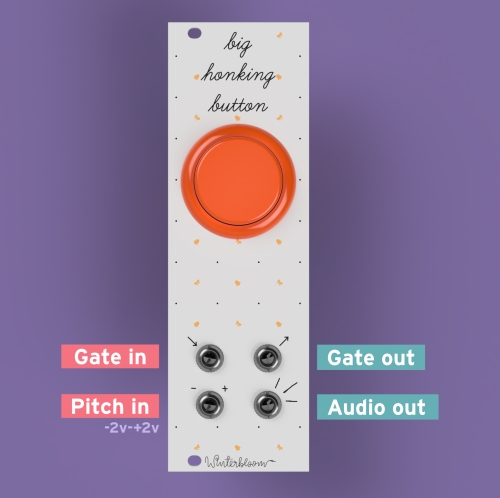 big
honking
button
Gate in
Gate out
- +
Pitch in
Audio out
-2v-+2v
Winterbloom